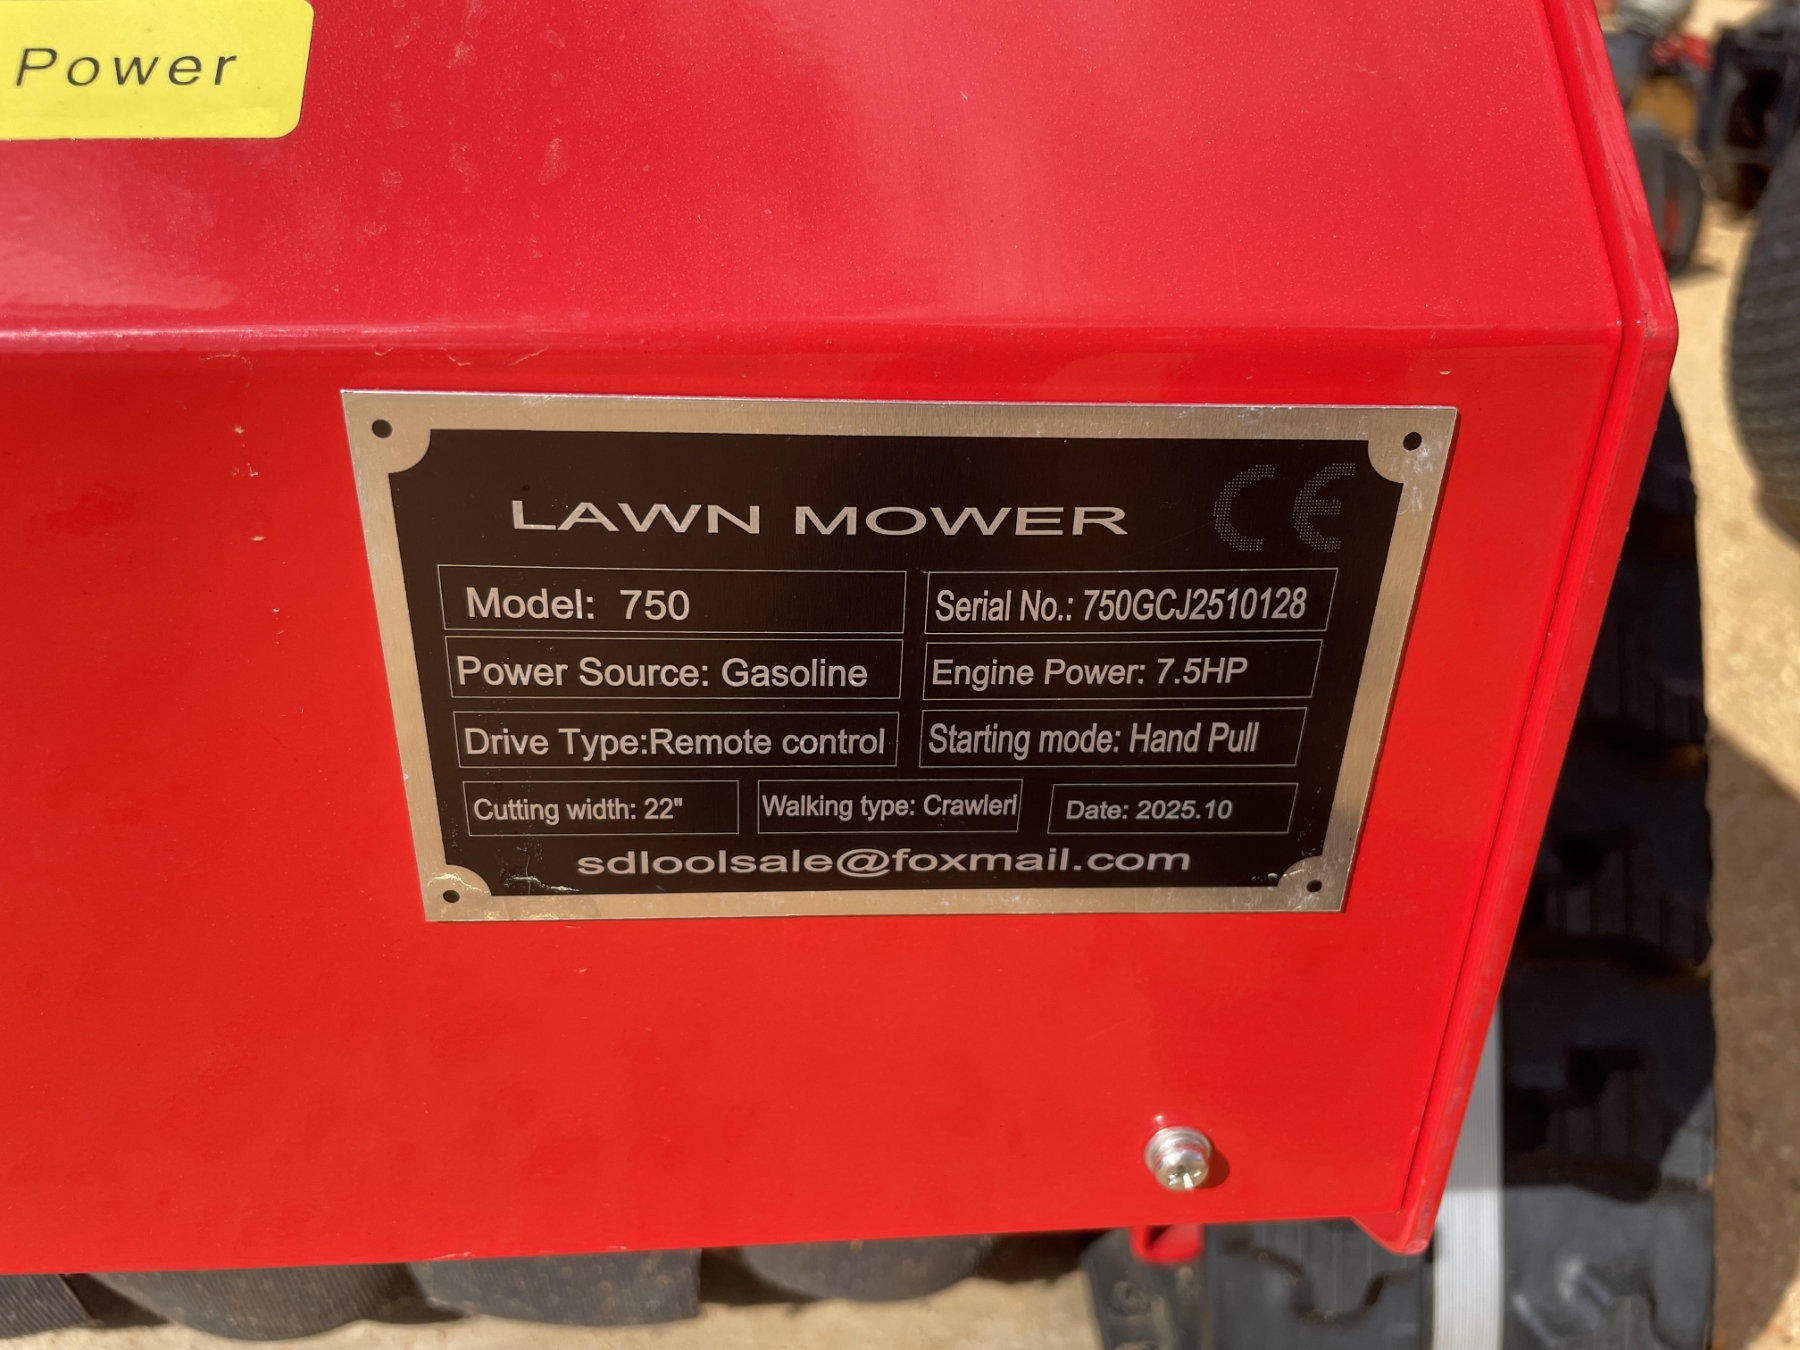 Power
LAWN MOWER CE
Model: 750
Serial No.: 750GCJ2510128
Power Source: Gasoline
Engine Power: 7.5HP
Drive Type:Remote control
Starting mode: Hand Pull
Cutting width: 22"
Walking type: Crawlerl
Date: 2025.10
sdloolsale@foxmail.com